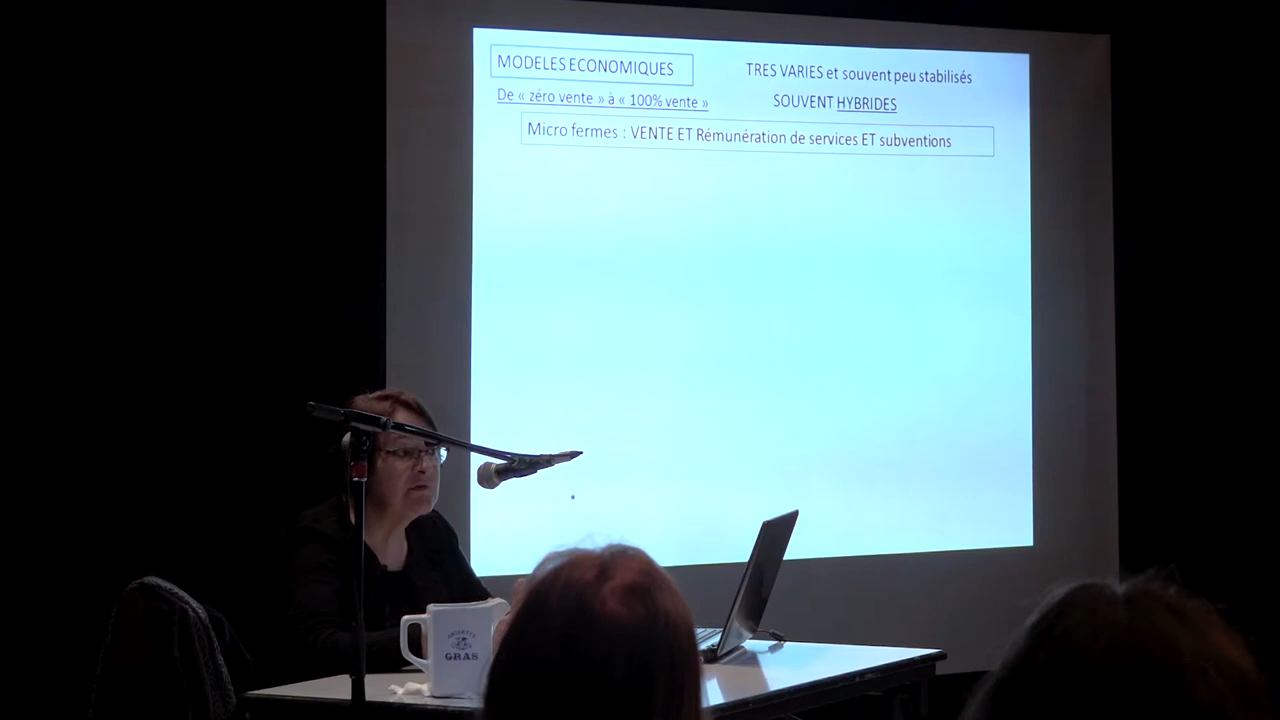 MODELES ECONOMIQUES
TRES VARIES et souvent peu stabilisés
De « zéro vente » à « 100% vente »
SOUVENT HYBRIDES
Micro fermes : VENTE ET Rémunération de services ET subventions
ANISETTE
GRAS